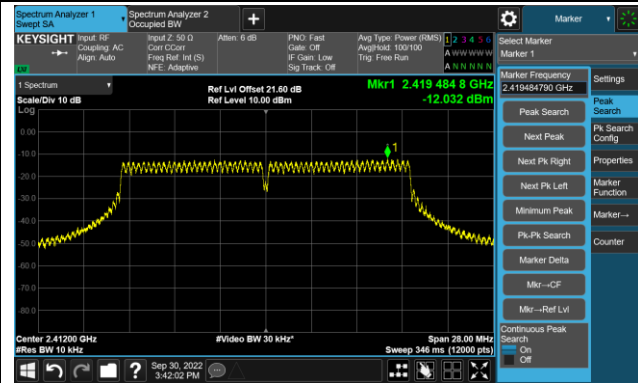 Spectrum Analyzer 1
Swept SA
Spectrum Analyzer 2
Occupied BW
+
Marker
KEYSIGHT
Input: RF
Coupling: AC
Align: Auto
Input Z: 50 Ω
Corr CCorr
Freq Ref: Int (S)
NFE: Adaptive
Atten: 6 dB
PNO: Fast
Gate: Off
IF Gain: Low
Sig Track: Off
Avg Type: Power (RMS)
Avg|Hold: 100/100
Trig: Free Run
1 2 3 4 5 6
A W W W W W
A N N N N N
Select Marker
Marker 1
1 Spectrum
Scale/Div 10 dB
Log
Ref Lvl Offset 21.60 dB
Ref Level 10.00 dBm
Mkr1 2.419 484 8 GHz
-12.032 dBm
0.00
-10.0
-20.0
-30.0
-40.0
-50.0
-60.0
-70.0
-80.0
1
Center 2.41200 GHz
#Res BW 10 kHz
#Video BW 30 kHz*
Span 28.00 MHz
Sweep 346 ms (12000 pts)
Marker Frequency
2.419484790 GHz
Peak Search
Next Peak
Next Pk Right
Next Pk Left
Minimum Peak
Pk-Pk Search
Marker Delta
Mkr→CF
Mkr→Ref Lvl
Continuous Peak
Search
On
Off
Settings
Peak
Search
Pk Search
Config
Properties
Marker
Function
Marker→
Counter
?
Sep 30, 2022
3:42:02 PM